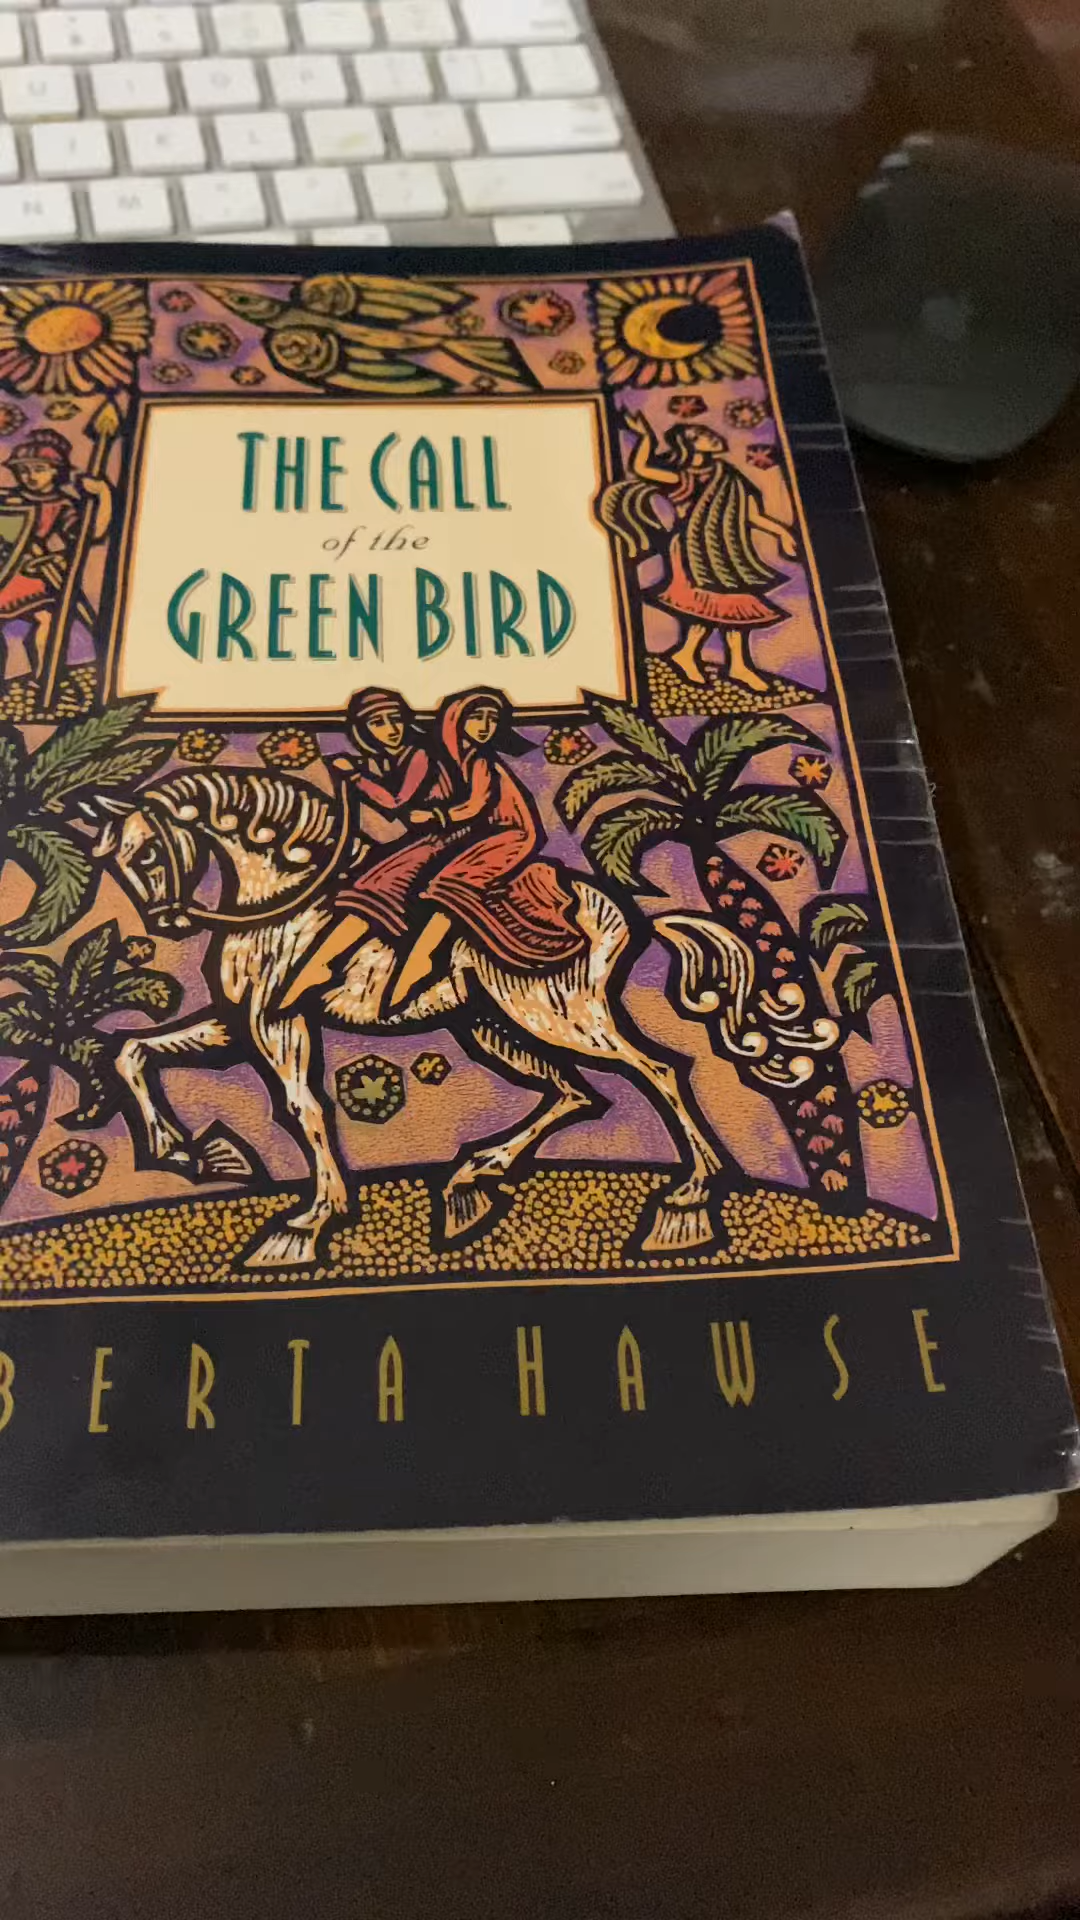 U I O P
J K L
N M
THE CALL
of the
GREEN BIRD
BERTA HAWSE